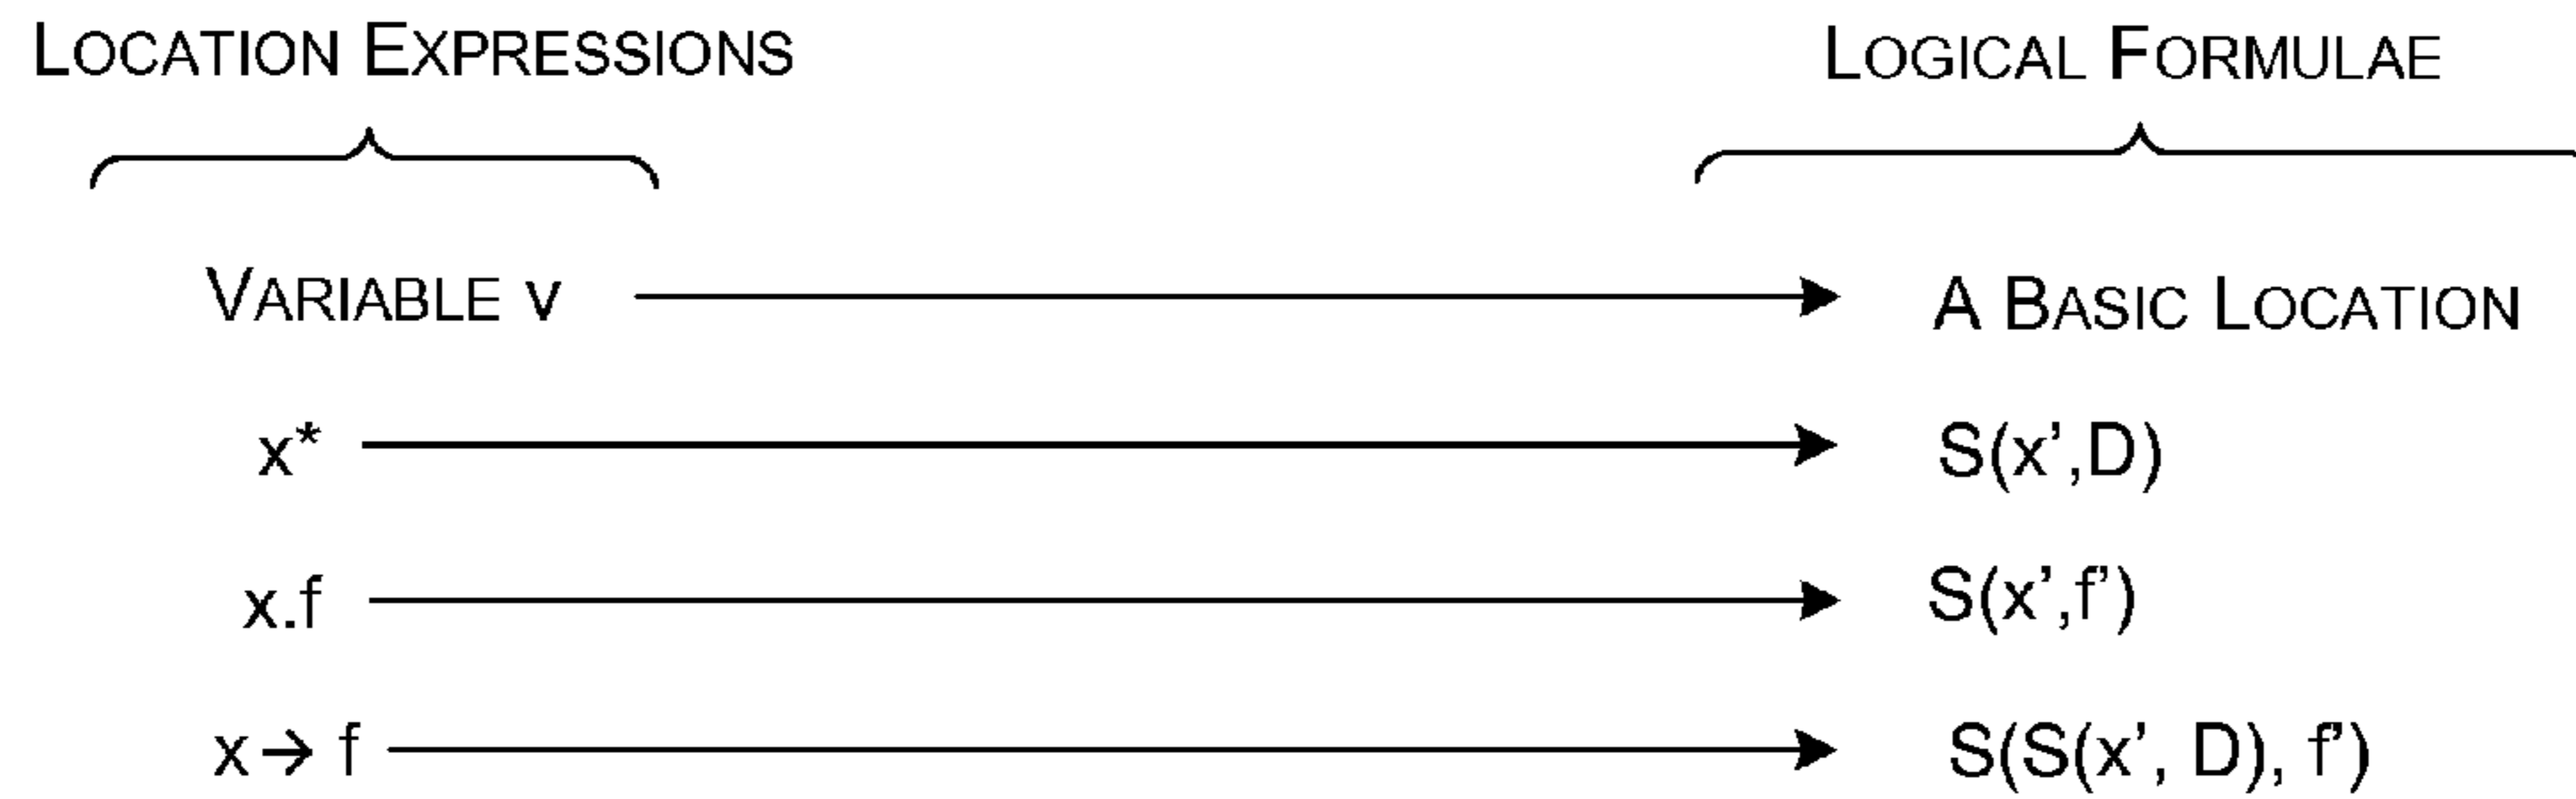 LOCATION EXPRESSIONS LOGICAL FORMULAE
VARIABLE v A BASIC LOCATION
x* S(x',D)
x.f S(x',f')
x→ f S(S(x', D), f')